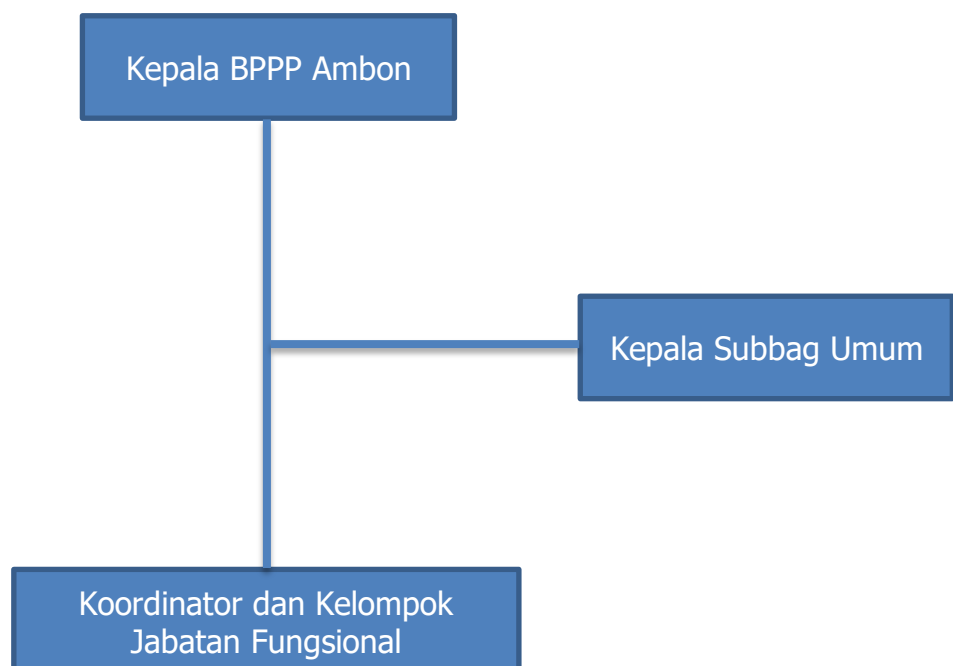 Kepala BPPP Ambon
Kepala Subbag Umum
Koordinator dan Kelompok
Jabatan Fungsional